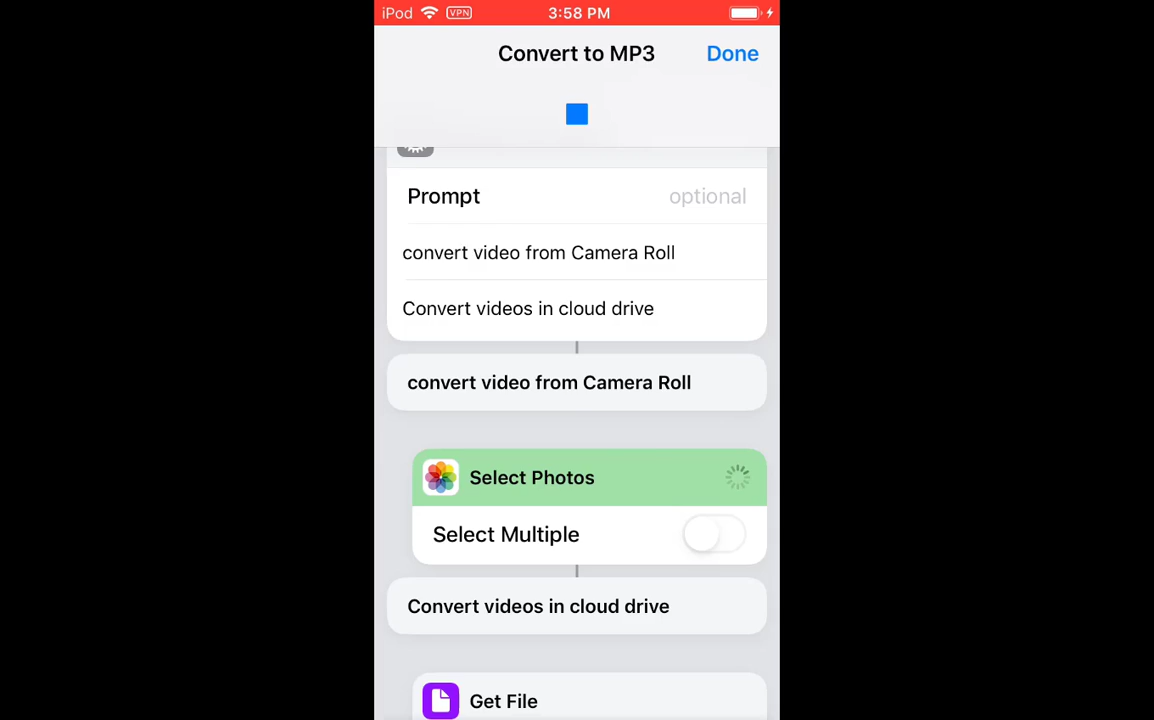 iPod VPN 3:58 PM
Convert to MP3 Done
Prompt optional
convert video from Camera Roll
Convert videos in cloud drive
convert video from Camera Roll
Select Photos
Select Multiple
Convert videos in cloud drive
Get File